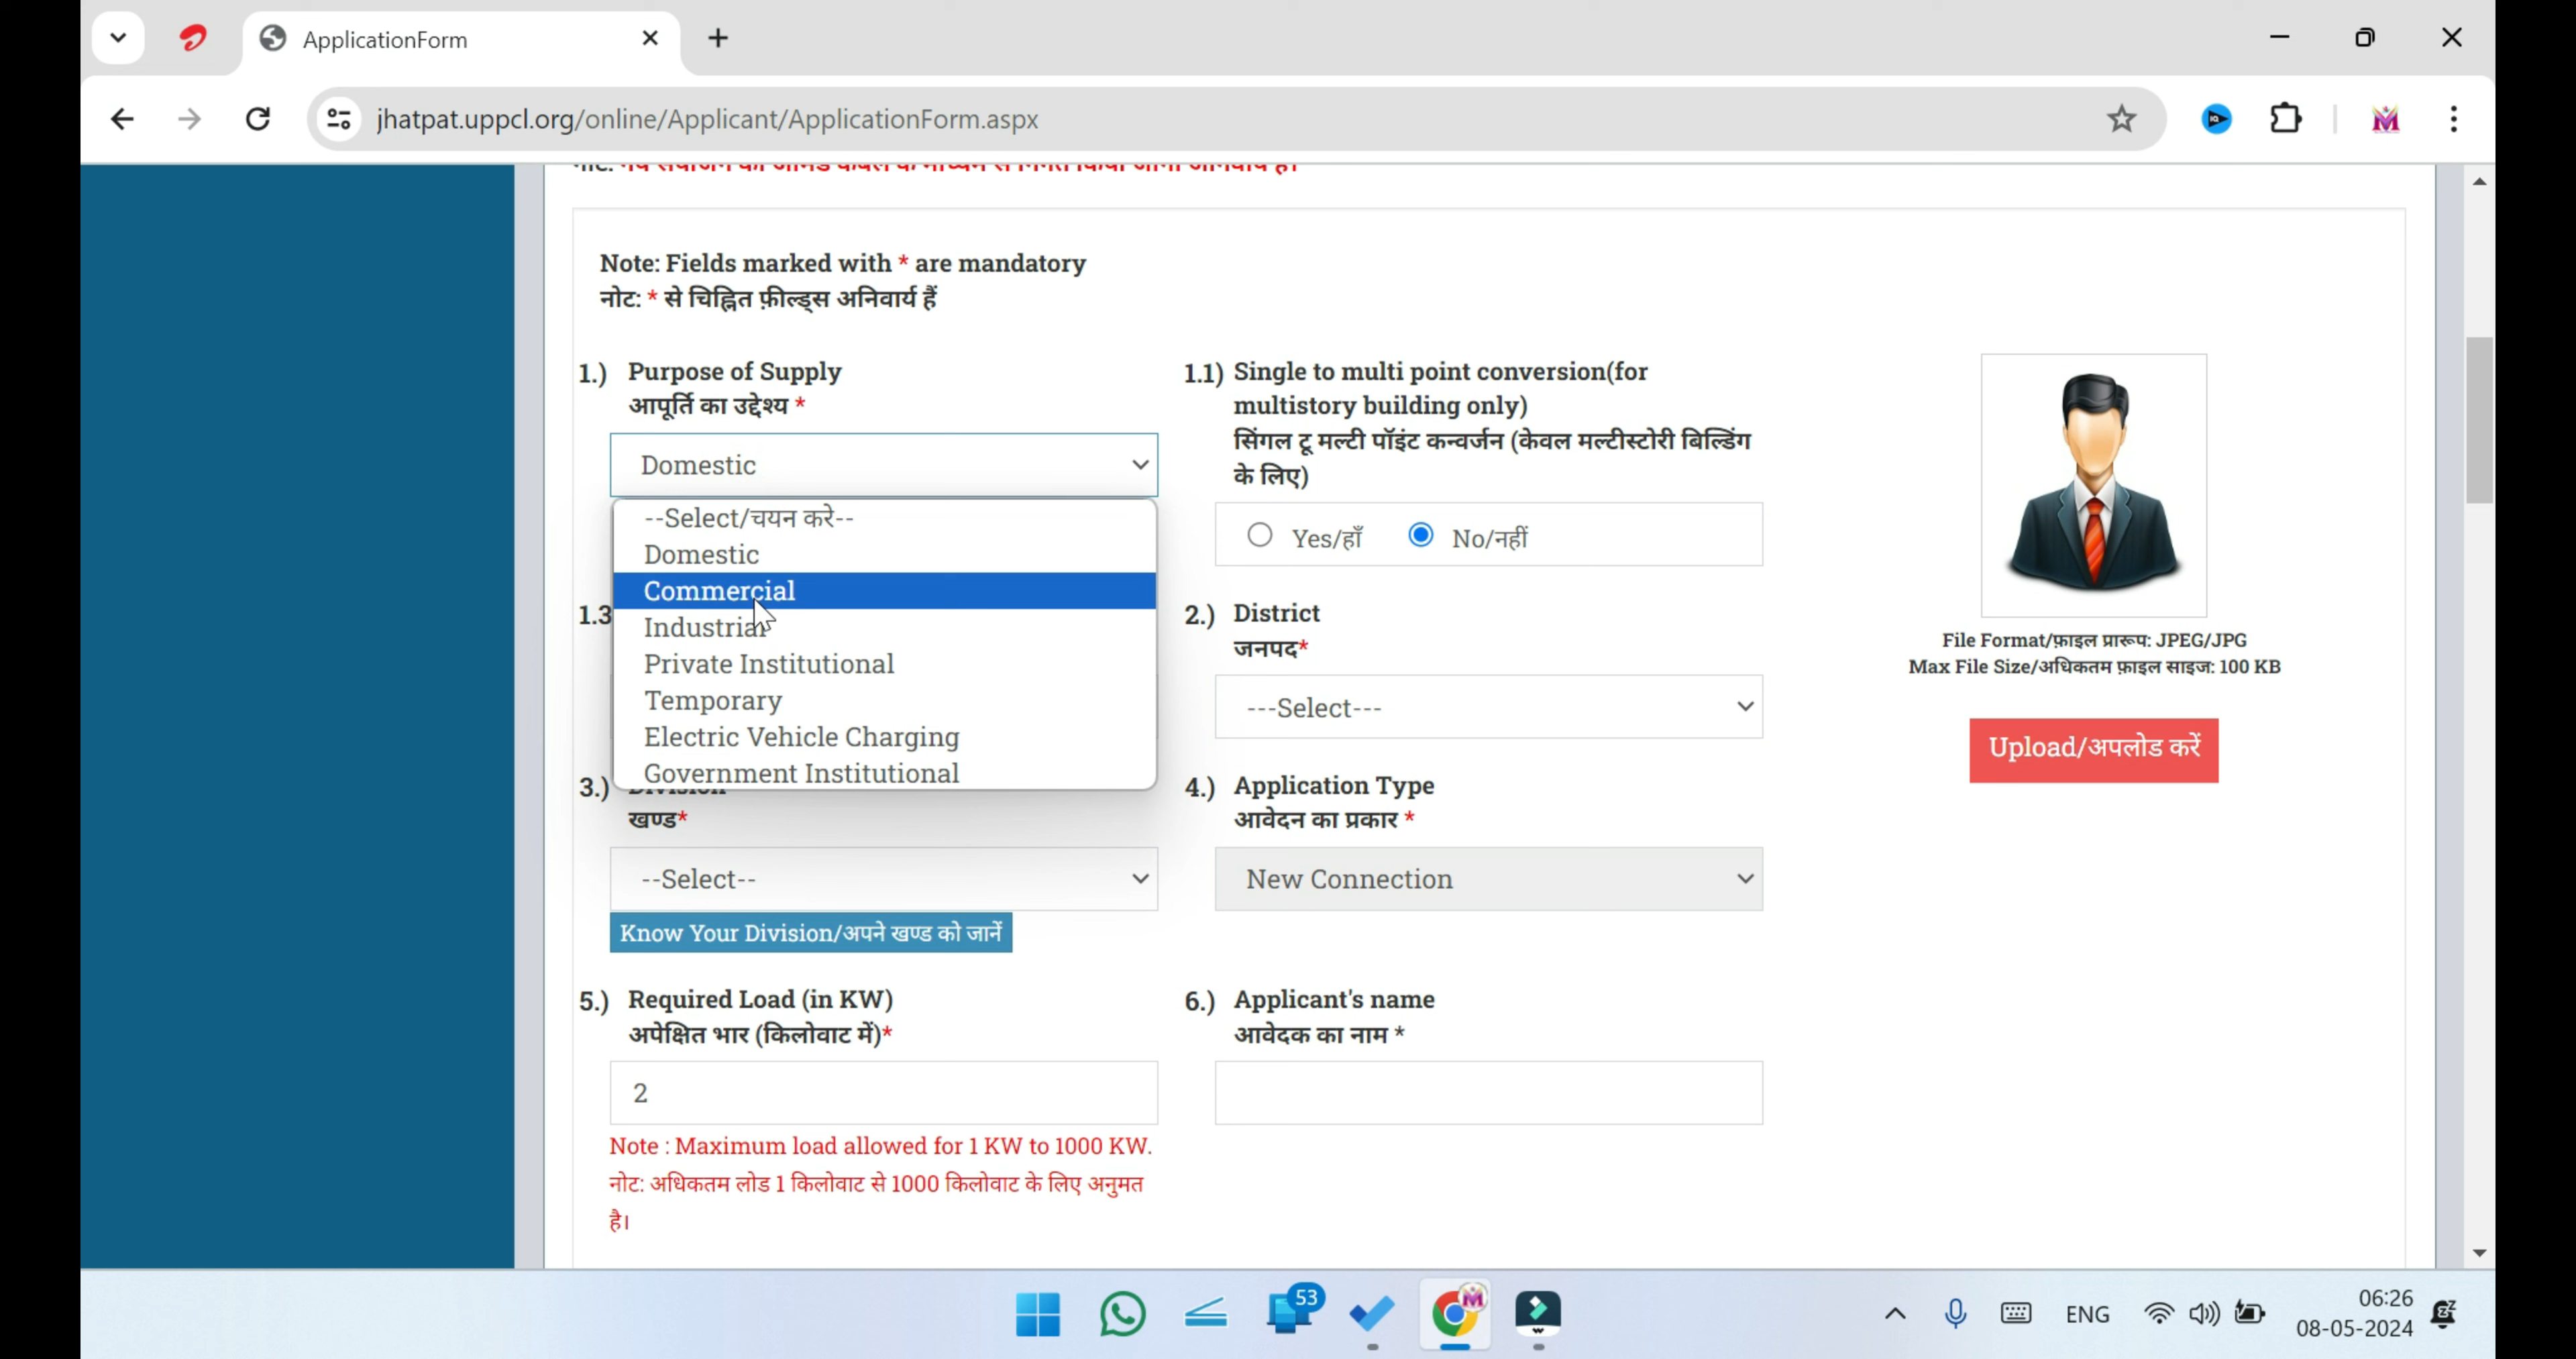 ApplicationForm
jhatpat.uppcl.org/online/Applicant/ApplicationForm.aspx
Note: Fields marked with * are mandatory
नोट: * से चिह्नित फ़ील्ड्स अनिवार्य हैं
1.) Purpose of Supply
आपूर्ति का उद्देश्य *
Domestic
--Select/चयन करे--
Domestic
Commercial
Industrial
Private Institutional
Temporary
Electric Vehicle Charging
Government Institutional
1.1) Single to multi point conversion(for
multistory building only)
सिंगल टू मल्टी पॉइंट कन्वर्जन (केवल मल्टीस्टोरी बिल्डिंग
के लिए)
Yes/हाँ No/नहीं
File Format/फ़ाइल प्रारूप: JPEG/JPG
Max File Size/अधिकतम फ़ाइल साइज: 100 KB
Upload/अपलोड करें
1.3
2.) District
जनपद*
---Select---
3.) Division
खण्ड*
--Select--
Know Your Division/अपने खण्ड को जानें
4.) Application Type
आवेदन का प्रकार *
New Connection
5.) Required Load (in KW)
अपेक्षित भार (किलोवाट में)*
2
Note : Maximum load allowed for 1 KW to 1000 KW.
नोट: अधिकतम लोड 1 किलोवाट से 1000 किलोवाट के लिए अनुमत
है।
6.) Applicant's name
आवेदक का नाम *
53
ENG
06:26
08-05-2024